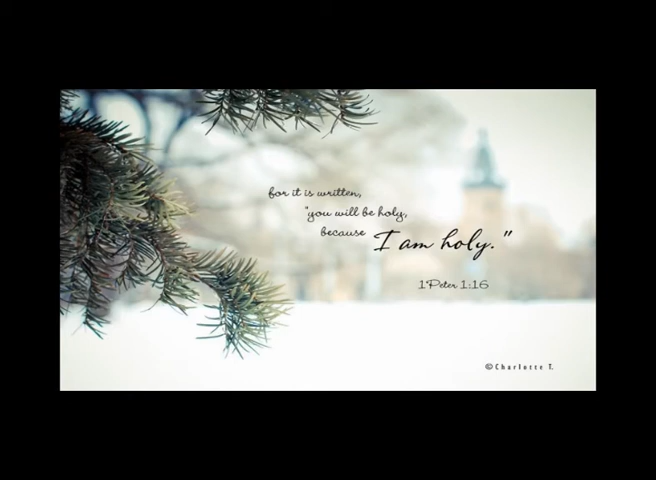 for it is written,
"you will be holy,
because I am holy."
1 Peter 1:16
©Charlotte T.